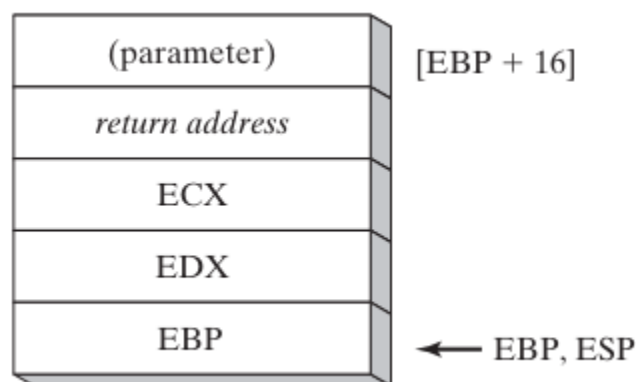 (parameter)
[EBP + 16]
return address
ECX
EDX
EBP
EBP, ESP